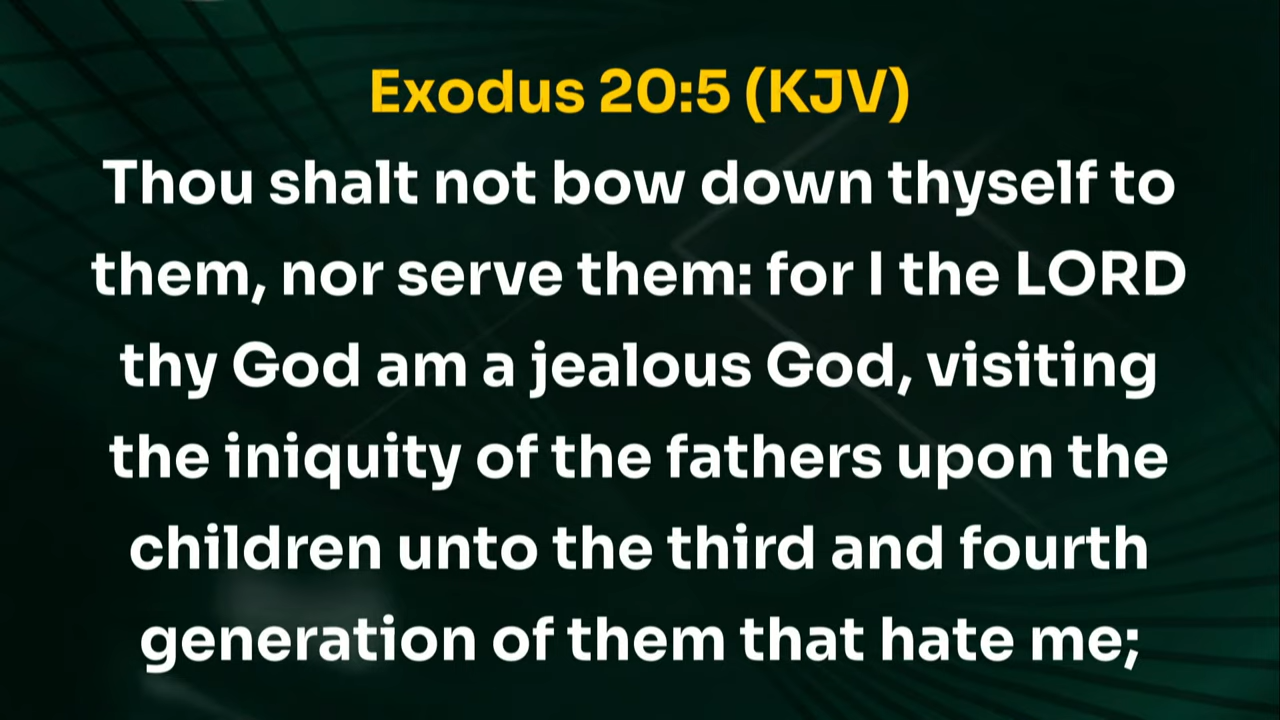 Exodus 20:5 (KJV)
Thou shalt not bow down thyself to
them, nor serve them: for I the LORD
thy God am a jealous God, visiting
the iniquity of the fathers upon the
children unto the third and fourth
generation of them that hate me;